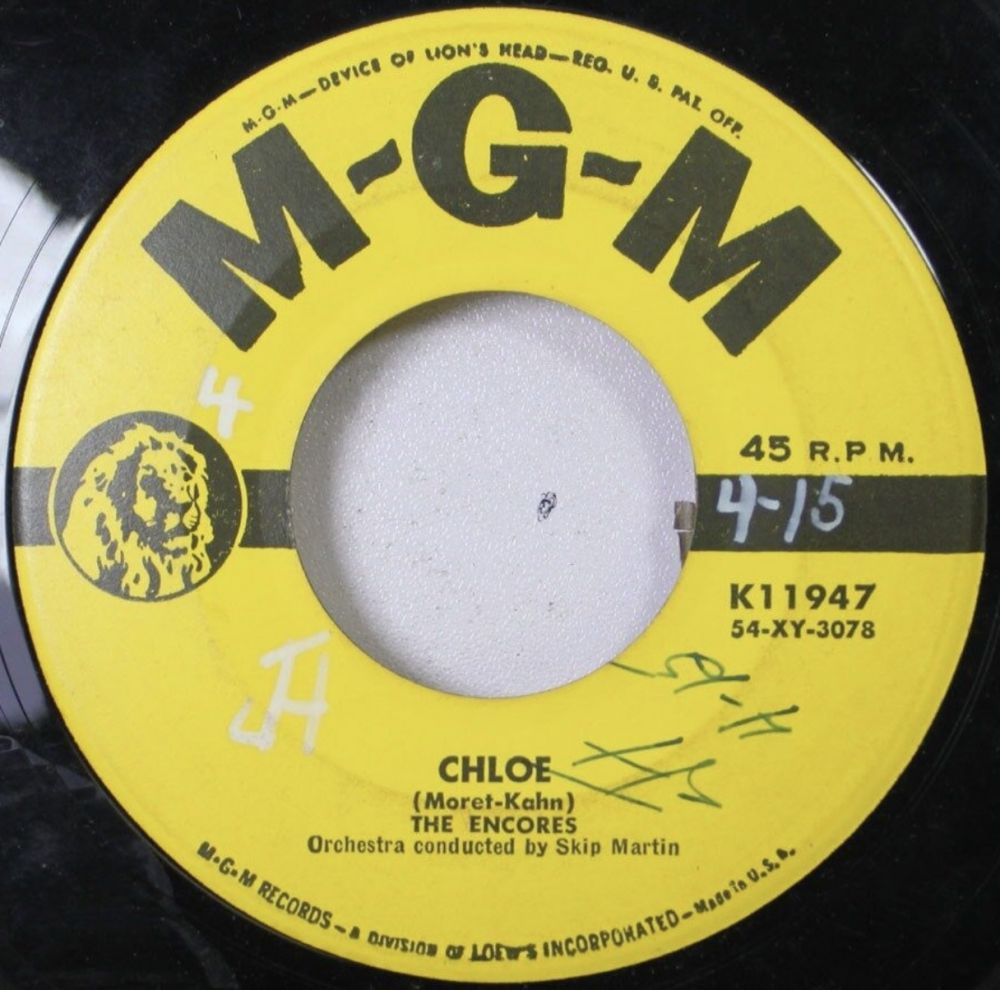 M-G-M—DEVICE OF LION'S HEAD—REG. U. S. PAT. OFF.
M-G-M
4
45 R.P.M.
4-15
K11947
54-XY-3078
JH
CHLOE
(Moret-Kahn)
THE ENCORES
Orchestra conducted by Skip Martin
M-G-M RECORDS—A DIVISION OF LOEW'S INCORPORATED—Made in U.S.A.